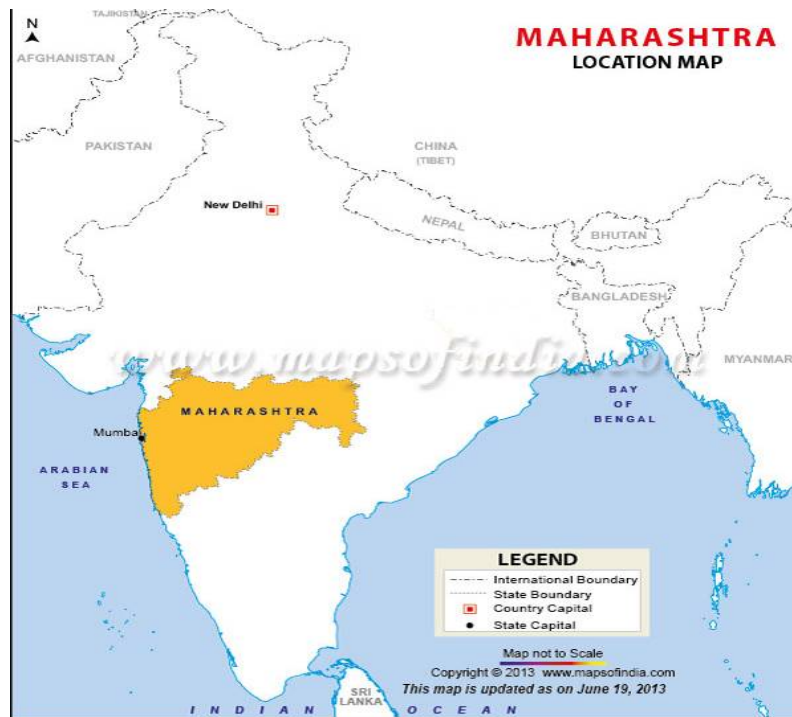 TAJIKISTAN
N
MAHARASHTRA
LOCATION MAP
AFGHANISTAN
PAKISTAN
CHINA
(TIBET)
New Delhi
NEPAL
BHUTAN
BANGLADESH
www.mapsofindia.com
MYANMAR
MAHARASHTRA
BAY
OF
BENGAL
Mumbai
ARABIAN
SEA
LEGEND
International Boundary
State Boundary
Country Capital
State Capital
Map not to Scale
Copyright © 2013 www.mapsofindia.com
This map is updated as on June 19, 2013
SRI
LANKA
INDIAN OCEAN